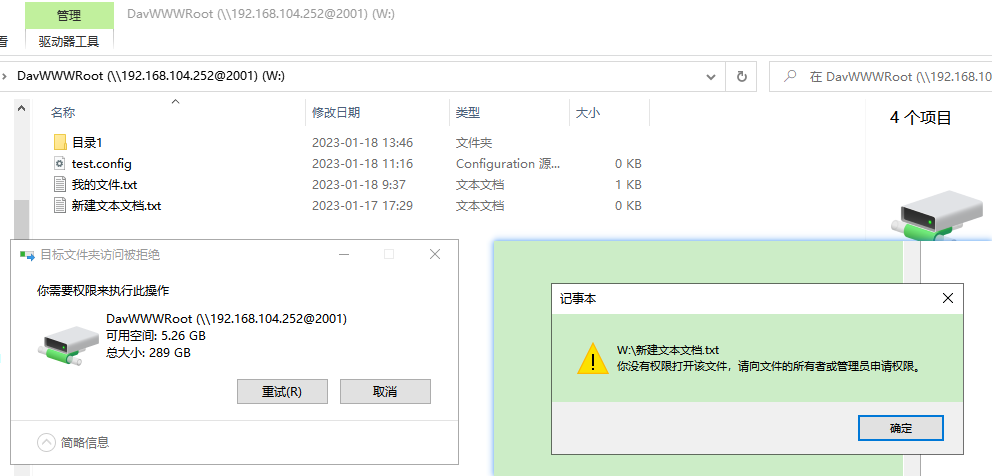 管理
DavWWWRoot (\\192.168.104.252@2001) (W:)
看
驱动器工具
DavWWWRoot (\\192.168.104.252@2001) (W:)
在 DavWWWRoot (\\192.168.10
名称
修改日期
类型
大小
4 个项目
目录1
2023-01-18 13:46
文件夹
test.config
2023-01-18 11:16
Configuration 源...
0 KB
我的文件.txt
2023-01-18 9:37
文本文档
1 KB
新建文本文档.txt
2023-01-17 17:29
文本文档
0 KB
目标文件夹访问被拒绝
你需要权限来执行此操作
DavWWWRoot (\\192.168.104.252@2001)
可用空间: 5.26 GB
总大小: 289 GB
重试(R)
取消
简略信息
记事本
W:\新建文本文档.txt
你没有权限打开该文件，请向文件的所有者或管理员申请权限。
确定